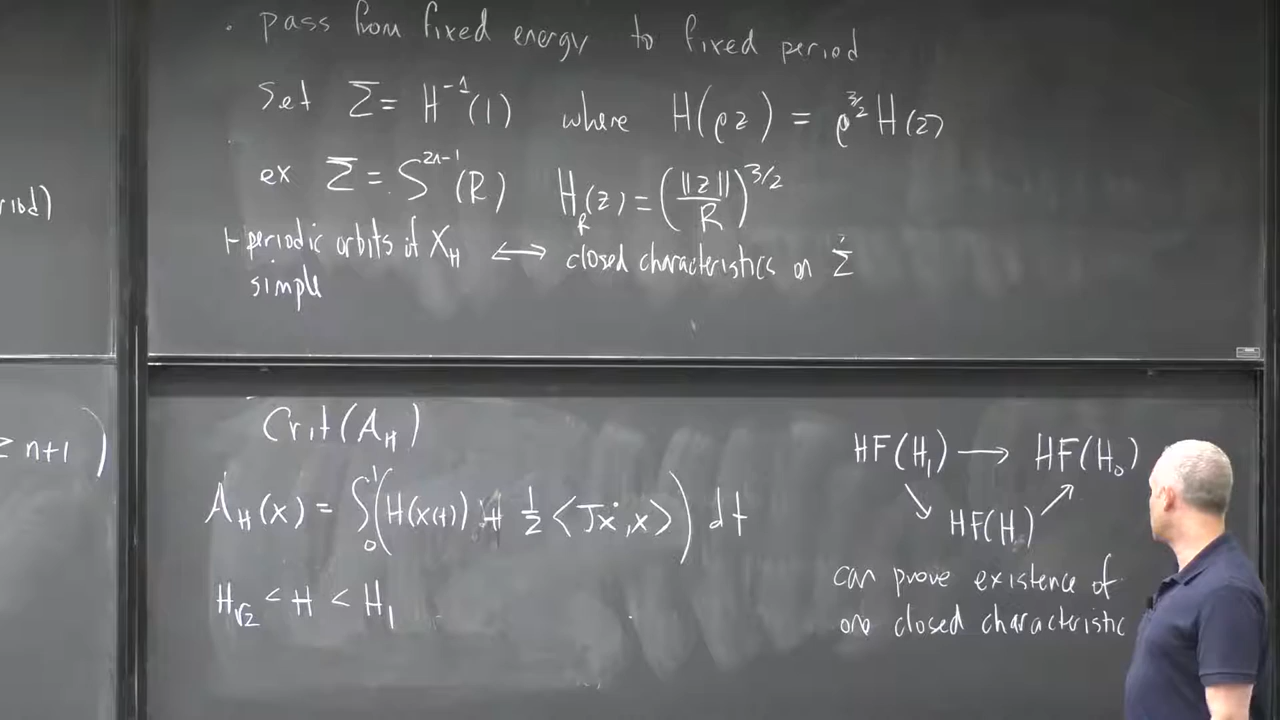 . pass from fixed energy to fixed period
Set Σ = H⁻¹(1) where H(ρz) = ρ^{3/2} H(z)
ex Σ = S^{2n-1}(R) H_R(z) = (‖z‖/R)^{3/2}
1-periodic orbits of X_H ⟷ closed characteristics on Σ
simple
riod)
≥ n+1 )
Crit(A_H)
A_H(x) = ∫₀¹ (H(x(t)) + ½ <Jẋ,x>) dt
H_{√2} < H < H_1
HF(H_1) → HF(H_0)
↘ HF(H) ↗
can prove existence of
one closed characteristic